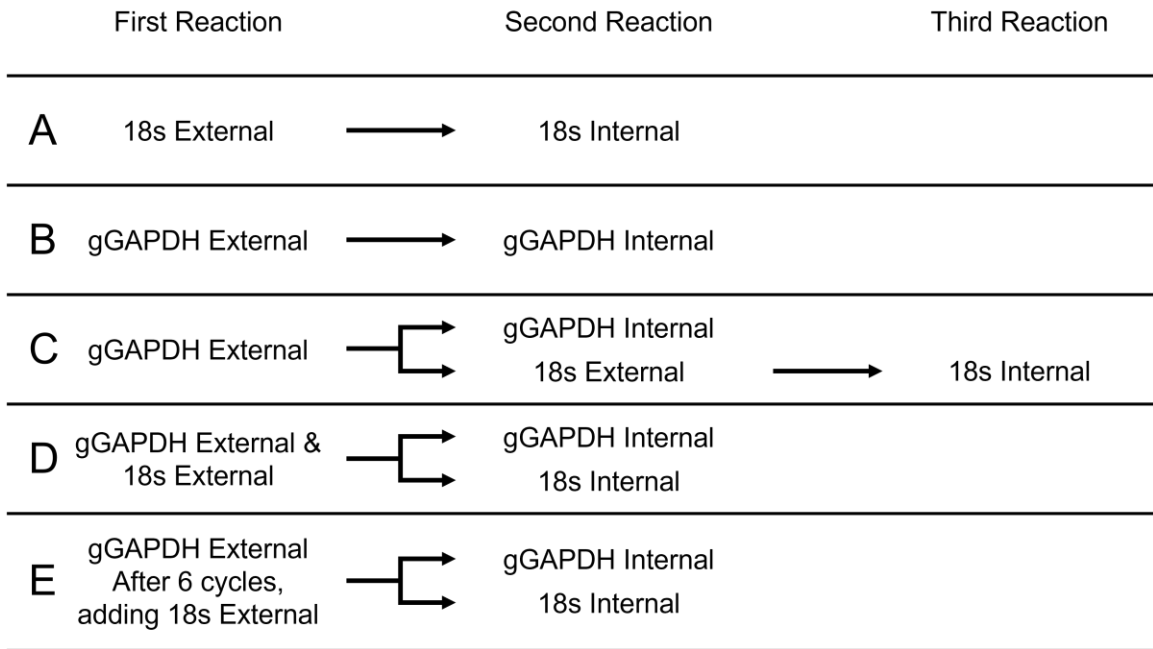 First Reaction Second Reaction Third Reaction
A 18s External 18s Internal
B gGAPDH External gGAPDH Internal
C gGAPDH External gGAPDH Internal
18s External 18s Internal
D gGAPDH External & gGAPDH Internal
18s External 18s Internal
E gGAPDH External gGAPDH Internal
After 6 cycles,
adding 18s External 18s Internal